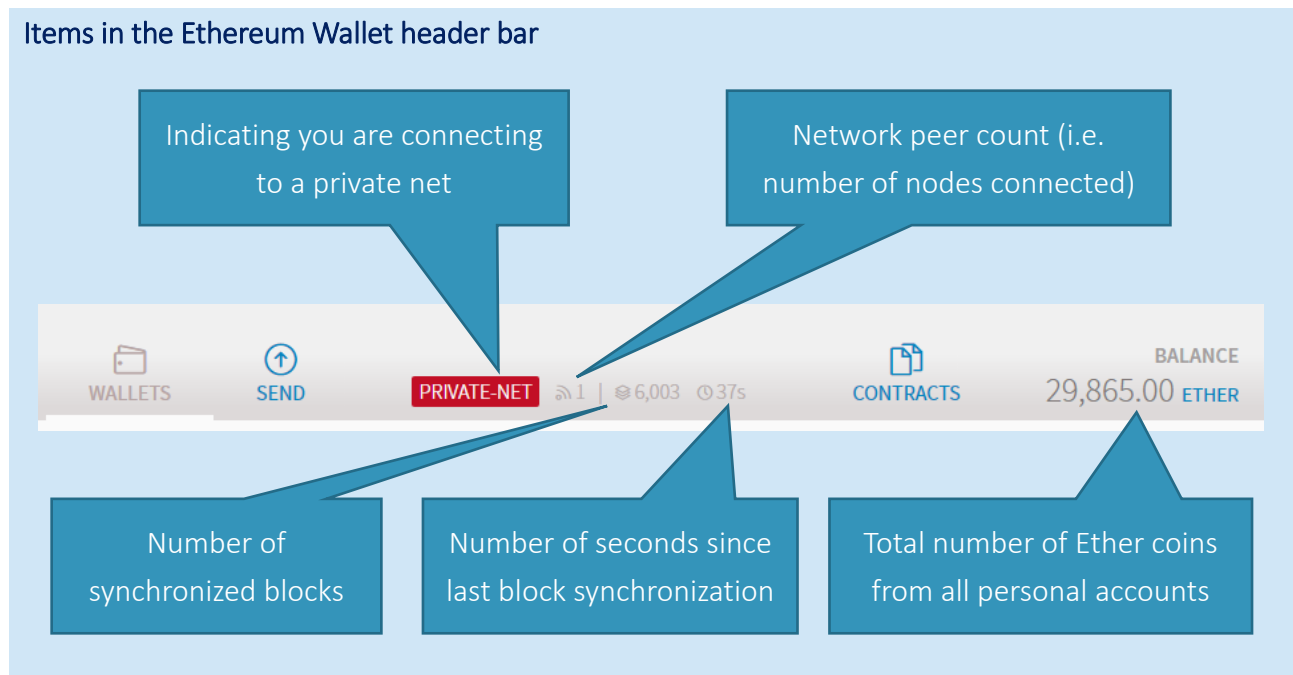 Items in the Ethereum Wallet header bar
Indicating you are connecting
to a private net
Network peer count (i.e.
number of nodes connected)
WALLETS
SEND
PRIVATE-NET
1 | 6,003 37s
CONTRACTS
BALANCE
29,865.00 ETHER
Number of
synchronized blocks
Number of seconds since
last block synchronization
Total number of Ether coins
from all personal accounts